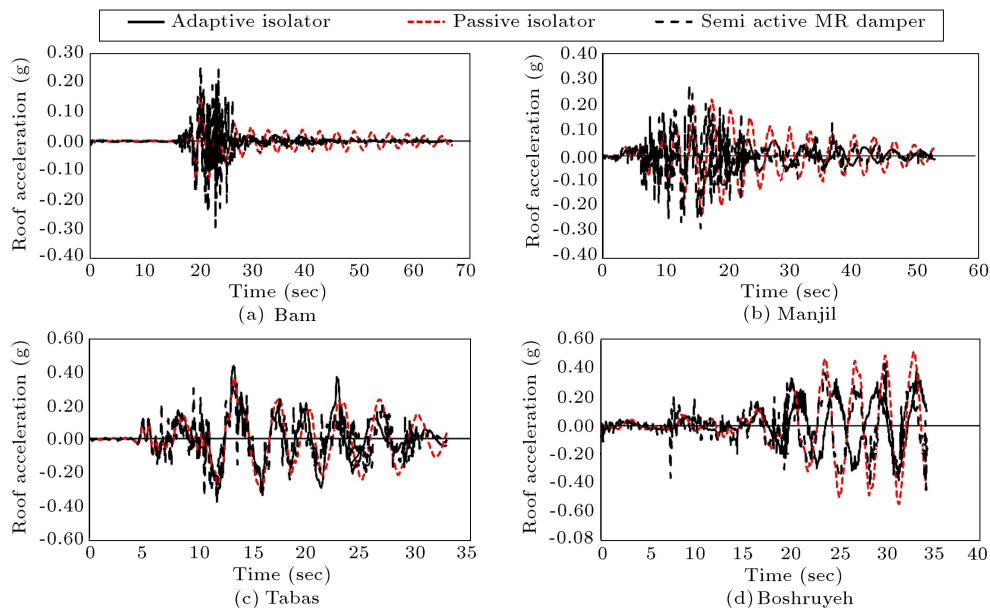 Adaptive isolator Passive isolator Semi active MR damper
Roof acceleration (g)
0.30
0.20
0.10
0.00
-0.10
-0.20
-0.30
-0.40
0 10 20 30 40 50 60 70
Time (sec)
(a) Bam
Roof acceleration (g)
0.40
0.30
0.20
0.10
0.00
-0.10
-0.20
-0.30
-0.40
0 10 20 30 40 50 60
Time (sec)
(b) Manjil
Roof acceleration (g)
0.60
0.40
0.20
0.00
-0.20
-0.40
-0.60
0 5 10 15 20 25 30 35
Time (sec)
(c) Tabas
Roof acceleration (g)
0.60
0.40
0.20
0.00
-0.20
-0.40
-0.60
-0.08
0 5 10 15 20 25 30 35 40
Time (sec)
(d) Boshruyeh